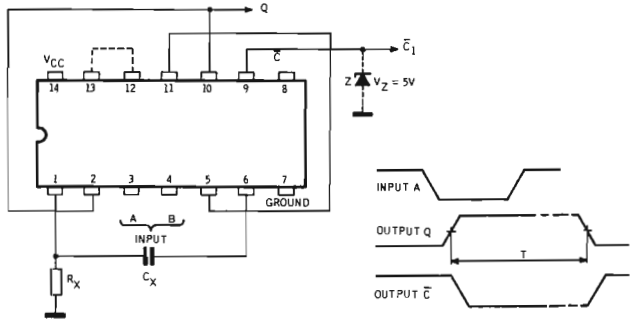 Q
C̅
C̅1
VCC
14 13 12 11 10 9 8
Z VZ = 5V
1 2 3 4 5 6 7
GROUND
A B
INPUT
RX
CX
INPUT A
OUTPUT Q
T
OUTPUT C̅